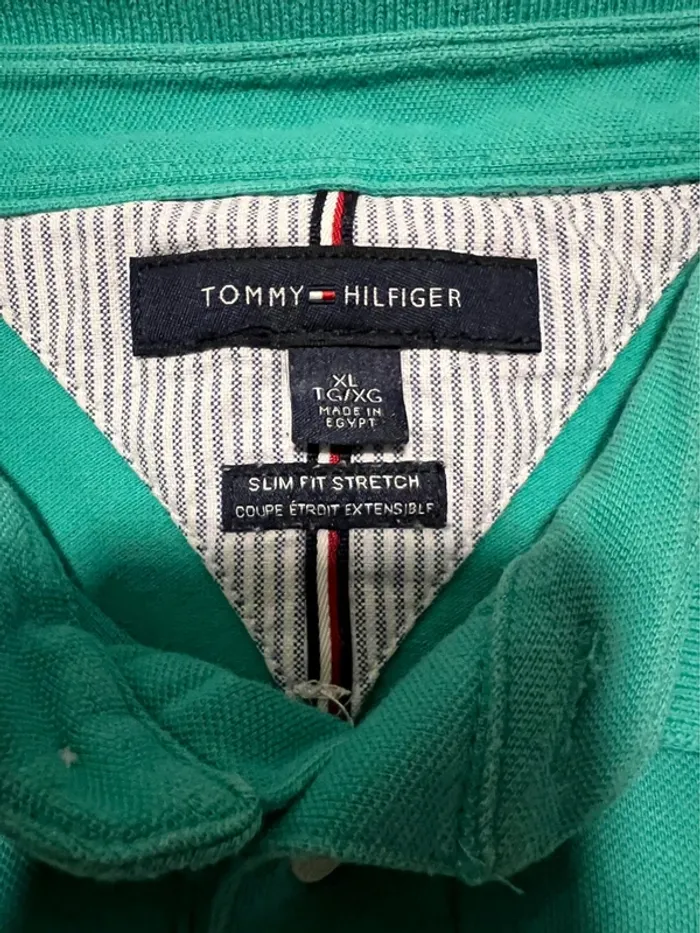 TOMMY HILFIGER
XL
TG/XG
MADE IN
EGYPT
SLIM FIT STRETCH
COUPE ÉTROIT EXTENSIBLE